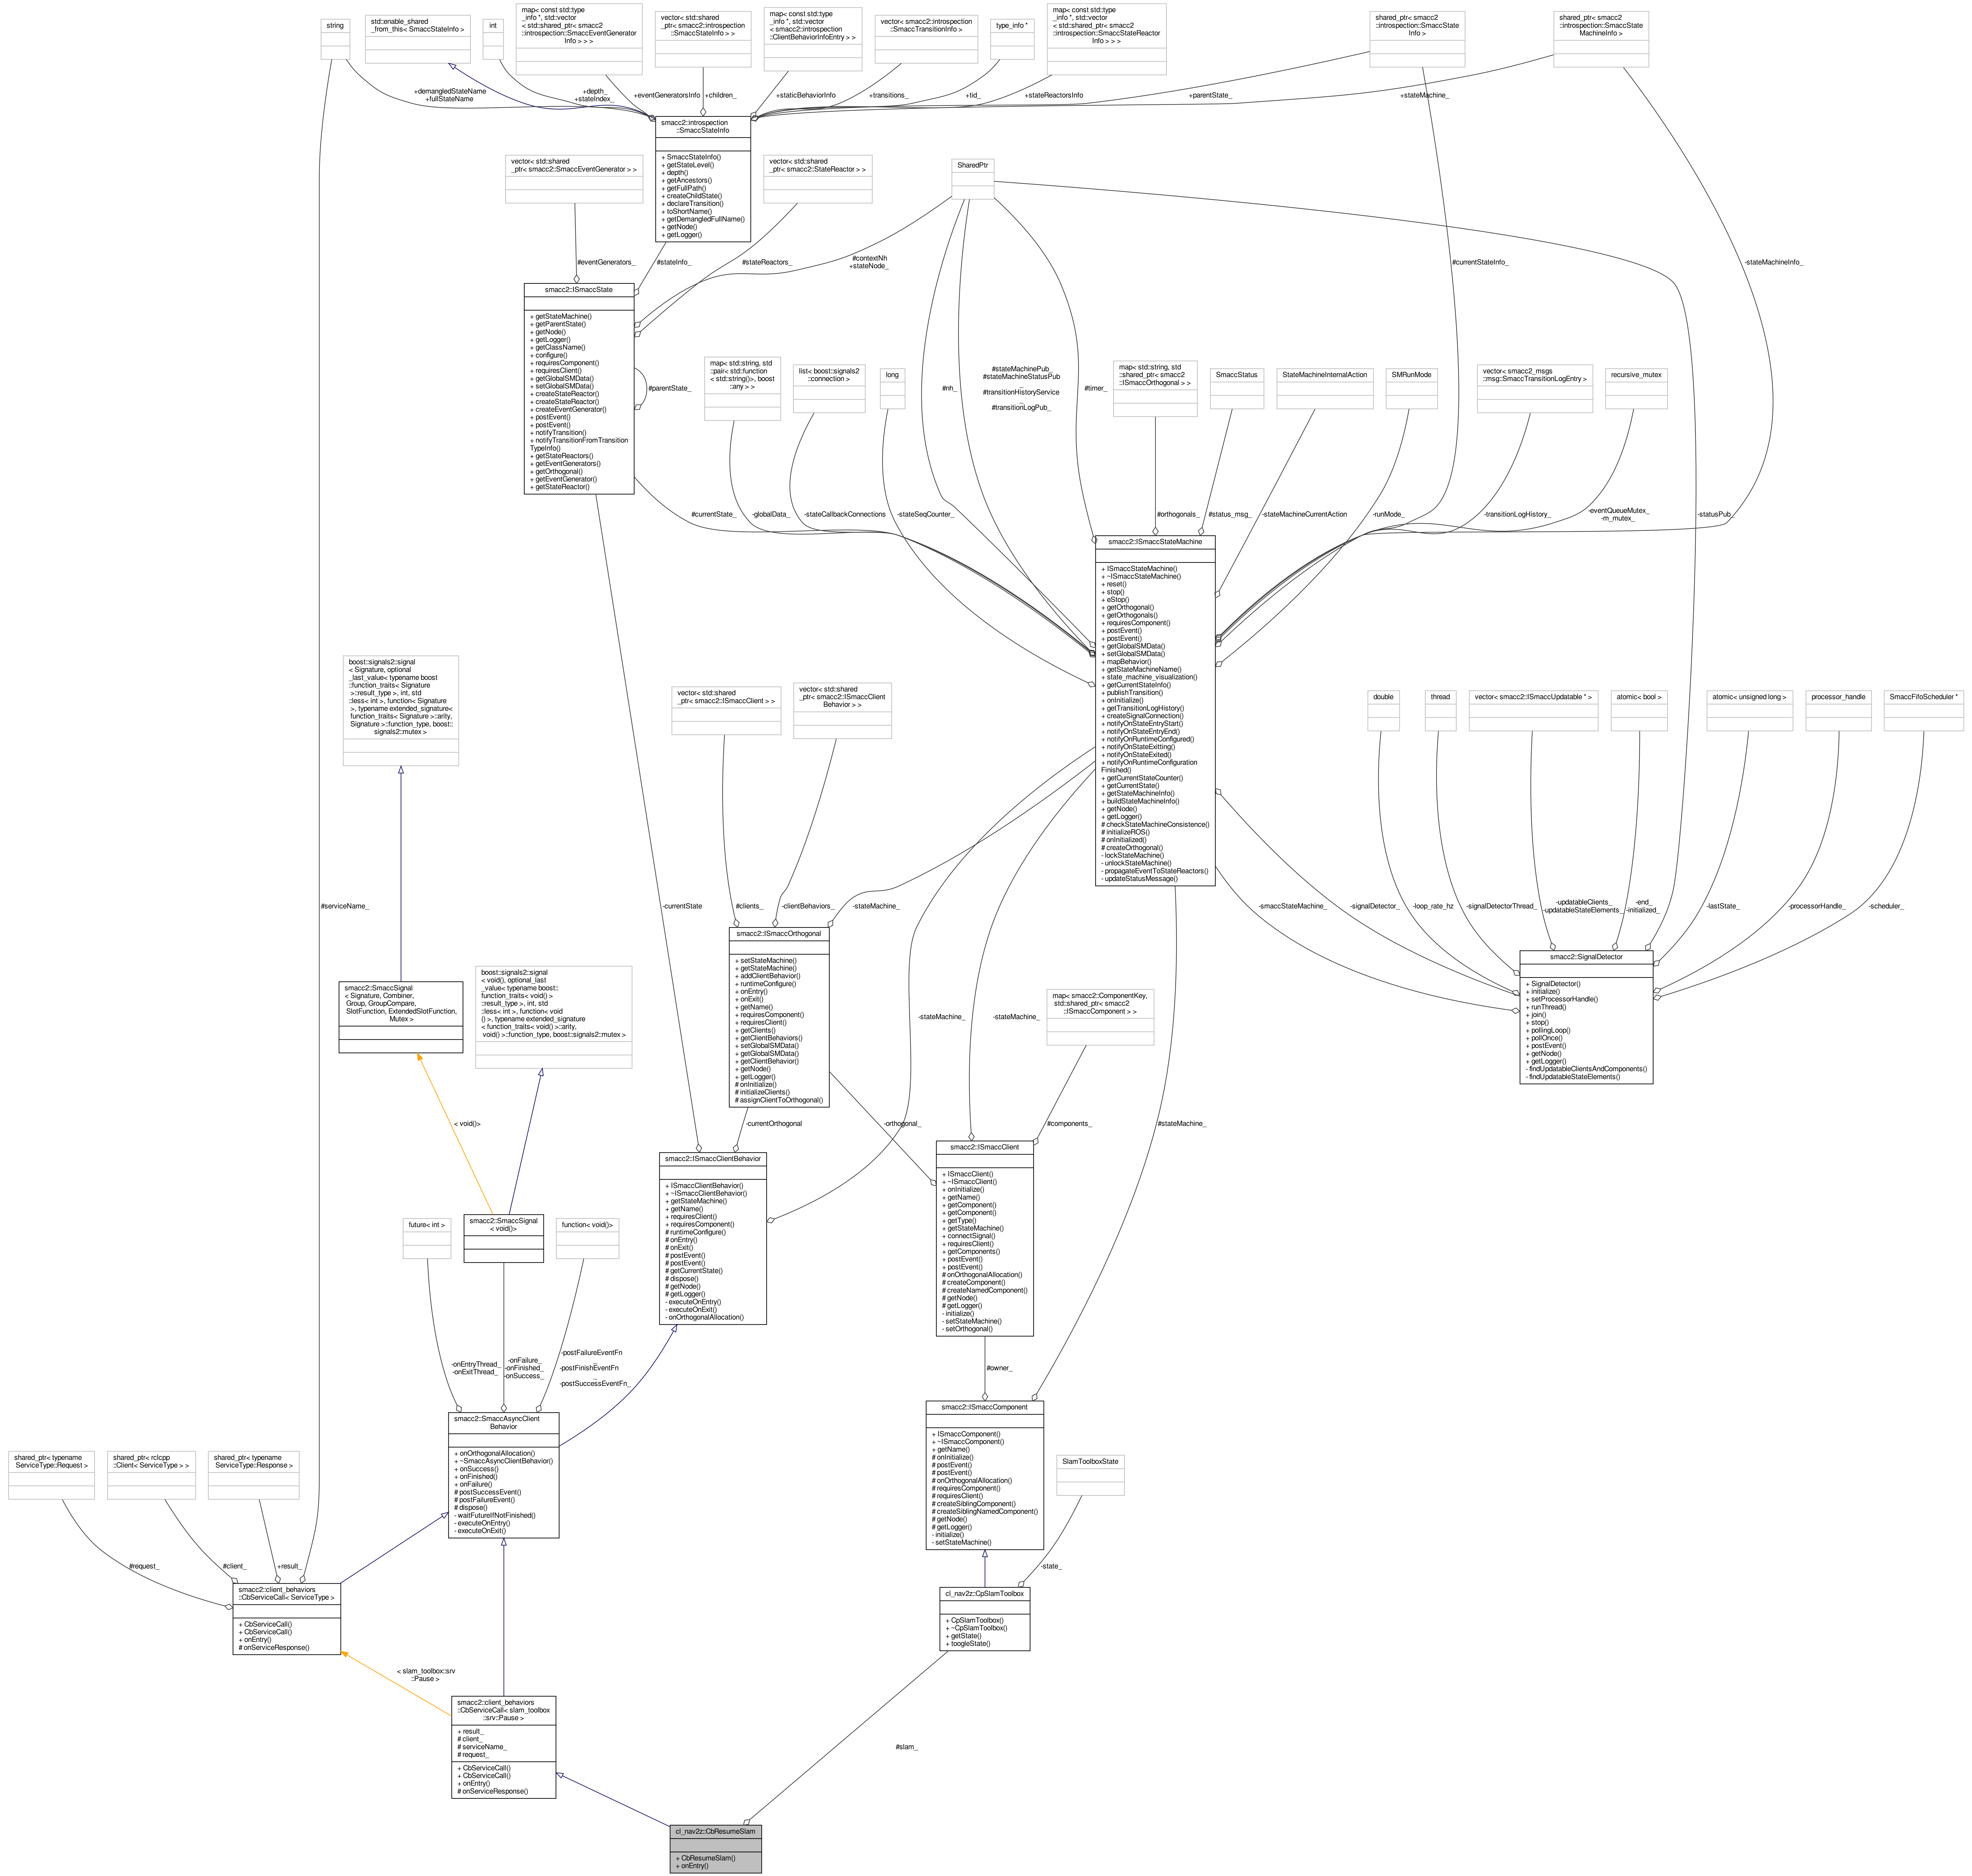 string
std::enable_shared
_from_this< SmaccStateInfo >
int
map< const std::type
_info *, std::vector
< std::shared_ptr< smacc2
::introspection::SmaccEventGenerator
Info > > >
vector< std::shared
_ptr< smacc2::introspection
::SmaccStateInfo > >
map< const std::type
_info *, std::vector
< smacc2::introspection
::ClientBehaviorInfoEntry > >
vector< smacc2::introspection
::SmaccTransitionInfo >
type_info *
map< const std::type
_info *, std::vector
< std::shared_ptr< smacc2
::introspection::SmaccStateReactor
Info > > >
shared_ptr< smacc2
::introspection::SmaccState
Info >
shared_ptr< smacc2
::introspection::SmaccState
MachineInfo >
+demangledStateName
+fullStateName
+depth_
+stateIndex_
+eventGeneratorsInfo
+children_
+staticBehaviorInfo
+transitions_
+tid_
+stateReactorsInfo
+parentState_
+stateMachine_
smacc2::introspection
::SmaccStateInfo
+ SmaccStateInfo()
+ getStateLevel()
+ depth()
+ getAncestors()
+ getFullPath()
+ createChildState()
+ declareTransition()
+ toShortName()
+ getDemangledFullName()
+ getNode()
+ getLogger()
vector< std::shared
_ptr< smacc2::SmaccEventGenerator > >
vector< std::shared
_ptr< smacc2::StateReactor > >
SharedPtr
#eventGenerators_
#stateInfo_
#stateReactors_
#contextNh
+stateNode_
#currentStateInfo_
-stateMachineInfo_
smacc2::ISmaccState
+ getStateMachine()
+ getParentState()
+ getNode()
+ getLogger()
+ getClassName()
+ configure()
+ requiresComponent()
+ requiresClient()
+ getGlobalSMData()
+ setGlobalSMData()
+ createStateReactor()
+ createStateReactor()
+ createEventGenerator()
+ postEvent()
+ postEvent()
+ notifyTransition()
+ notifyTransitionFromTransition
TypeInfo()
+ getStateReactors()
+ getEventGenerators()
+ getOrthogonal()
+ getEventGenerator()
+ getStateReactor()
#parentState_
map< std::string, std
::pair< std::function
< std::string()>, boost
::any > >
list< boost::signals2
::connection >
long
#nh_
#stateMachinePub_
#stateMachineStatusPub
_
#transitionHistoryService
_
#transitionLogPub_
#timer_
map< std::string, std
::shared_ptr< smacc2
::ISmaccOrthogonal > >
SmaccStatus
StateMachineInternalAction
SMRunMode
vector< smacc2_msgs
::msg::SmaccTransitionLogEntry >
recursive_mutex
#currentState_
-globalData_
-stateCallbackConnections
-stateSeqCounter_
#orthogonals_
#status_msg_
-stateMachineCurrentAction
-runMode_
-transitionLogHistory_
-eventQueueMutex_
-m_mutex_
-statusPub_
smacc2::ISmaccStateMachine
+ ISmaccStateMachine()
+ ~ISmaccStateMachine()
+ reset()
+ stop()
+ eStop()
+ getOrthogonal()
+ getOrthogonals()
+ requiresComponent()
+ postEvent()
+ postEvent()
+ getGlobalSMData()
+ setGlobalSMData()
+ mapBehavior()
+ getStateMachineName()
+ state_machine_visualization()
+ getCurrentStateInfo()
+ publishTransition()
+ onInitialize()
+ getTransitionLogHistory()
+ createSignalConnection()
+ notifyOnStateEntryStart()
+ notifyOnStateEntryEnd()
+ notifyOnRuntimeConfigured()
+ notifyOnStateExitting()
+ notifyOnStateExited()
+ notifyOnRuntimeConfiguration
Finished()
+ getCurrentStateCounter()
+ getCurrentState()
+ getStateMachineInfo()
+ buildStateMachineInfo()
+ getNode()
+ getLogger()
# checkStateMachineConsistence()
# initializeROS()
# onInitialized()
# createOrthogonal()
- lockStateMachine()
- unlockStateMachine()
- propagateEventToStateReactors()
- updateStatusMessage()
boost::signals2::signal
< Signature, optional
_last_value< typename boost
::function_traits< Signature
>::result_type >, int, std
::less< int >, function< Signature
>, typename extended_signature<
function_traits< Signature >::arity,
Signature >::function_type, boost::
signals2::mutex >
vector< std::shared
_ptr< smacc2::ISmaccClient > >
vector< std::shared
_ptr< smacc2::ISmaccClient
Behavior > >
double
thread
vector< smacc2::ISmaccUpdatable * >
atomic< bool >
atomic< unsigned long >
processor_handle
SmaccFifoScheduler *
#serviceName_
-currentState
#clients_
-clientBehaviors_
-stateMachine_
-smaccStateMachine_
-signalDetector_
-loop_rate_hz
-signalDetectorThread_
-updatableClients_
-updatableStateElements_
-end_
-initialized_
-lastState_
-processorHandle_
-scheduler_
smacc2::ISmaccOrthogonal
+ setStateMachine()
+ getStateMachine()
+ addClientBehavior()
+ runtimeConfigure()
+ onEntry()
+ onExit()
+ getName()
+ requiresComponent()
+ requiresClient()
+ getClients()
+ getClientBehaviors()
+ setGlobalSMData()
+ getGlobalSMData()
+ getClientBehavior()
+ getNode()
+ getLogger()
# onInitialize()
# initializeClients()
# assignClientToOrthogonal()
smacc2::SignalDetector
+ SignalDetector()
+ initialize()
+ setProcessorHandle()
+ runThread()
+ join()
+ stop()
+ pollingLoop()
+ pollOnce()
+ postEvent()
+ getNode()
+ getLogger()
- findUpdatableClientsAndComponents()
- findUpdatableStateElements()
smacc2::SmaccSignal
< Signature, Combiner,
Group, GroupCompare,
SlotFunction, ExtendedSlotFunction,
Mutex >
boost::signals2::signal
< void(), optional_last
_value< typename boost::
function_traits< void()
>::result_type >, int, std
::less< int >, function< void
() >, typename extended_signature
< function_traits< void() >::arity,
void() >::function_type, boost::signals2::mutex >
-stateMachine_
-stateMachine_
map< smacc2::ComponentKey,
std::shared_ptr< smacc2
::ISmaccComponent > >
< void()>
-currentOrthogonal
-orthogonal_
#components_
#stateMachine_
smacc2::ISmaccClientBehavior
+ ISmaccClientBehavior()
+ ~ISmaccClientBehavior()
+ getStateMachine()
+ getName()
+ requiresClient()
+ requiresComponent()
# runtimeConfigure()
# onEntry()
# onExit()
# postEvent()
# postEvent()
# getCurrentState()
# dispose()
# getNode()
# getLogger()
- executeOnEntry()
- executeOnExit()
- onOrthogonalAllocation()
smacc2::ISmaccClient
+ ISmaccClient()
+ ~ISmaccClient()
+ onInitialize()
+ getName()
+ getComponent()
+ getComponent()
+ getType()
+ getStateMachine()
+ connectSignal()
+ requiresClient()
+ getComponents()
+ postEvent()
+ postEvent()
# onOrthogonalAllocation()
# createComponent()
# createNamedComponent()
# getNode()
# getLogger()
- initialize()
- setStateMachine()
- setOrthogonal()
future< int >
smacc2::SmaccSignal
< void()>
function< void()>
-onEntryThread_
-onExitThread_
-onFailure_
-onFinished_
-onSuccess_
-postFailureEventFn
_
-postFinishEventFn
_
-postSuccessEventFn_
#owner_
smacc2::SmaccAsyncClient
Behavior
+ onOrthogonalAllocation()
+ ~SmaccAsyncClientBehavior()
+ onSuccess()
+ onFinished()
+ onFailure()
# postSuccessEvent()
# postFailureEvent()
# dispose()
- waitFutureIfNotFinished()
- executeOnEntry()
- executeOnExit()
smacc2::ISmaccComponent
+ ISmaccComponent()
+ ~ISmaccComponent()
+ getName()
# onInitialize()
# postEvent()
# postEvent()
# onOrthogonalAllocation()
# requiresComponent()
# requiresClient()
# createSiblingComponent()
# createSiblingNamedComponent()
# getNode()
# getLogger()
- initialize()
- setStateMachine()
shared_ptr< typename
ServiceType::Request >
shared_ptr< rclcpp
::Client< ServiceType > >
shared_ptr< typename
ServiceType::Response >
SlamToolboxState
#request_
#client_
+result_
-state_
smacc2::client_behaviors
::CbServiceCall< ServiceType >
+ CbServiceCall()
+ CbServiceCall()
+ onEntry()
# onServiceResponse()
cl_nav2z::CpSlamToolbox
+ CpSlamToolbox()
+ ~CpSlamToolbox()
+ getState()
+ toogleState()
< slam_toolbox::srv
::Pause >
smacc2::client_behaviors
::CbServiceCall< slam_toolbox
::srv::Pause >
+ result_
# client_
# serviceName_
# request_
+ CbServiceCall()
+ CbServiceCall()
+ onEntry()
# onServiceResponse()
#slam_
cl_nav2z::CbResumeSlam
+ CbResumeSlam()
+ onEntry()